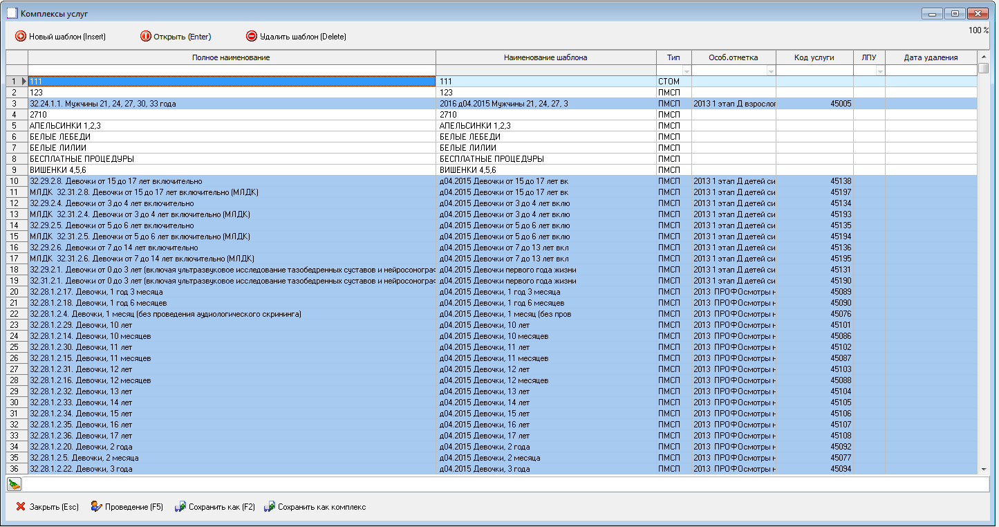 Комплексы услуг
Новый шаблон (Insert) Открыть (Enter) Удалить шаблон (Delete) 100 %
Полное наименование Наименование шаблона Тип Особ.отметка Код услуги ЛПУ Дата удаления
1 111 111 СТОМ
2 123 123 ПМСП
3 32.24.1.1. Мужчины 21, 24, 27, 30, 33 года 2016 д04.2015 Мужчины 21, 24, 27, 3 ПМСП 2013 1 этап Д взрослог 45005
4 2710 2710 ПМСП
5 АПЕЛЬСИНКИ 1,2,3 АПЕЛЬСИНКИ 1,2,3 ПМСП
6 БЕЛЫЕ ЛЕБЕДИ БЕЛЫЕ ЛЕБЕДИ ПМСП
7 БЕЛЫЕ ЛИЛИИ БЕЛЫЕ ЛИЛИИ ПМСП
8 БЕСПЛАТНЫЕ ПРОЦЕДУРЫ БЕСПЛАТНЫЕ ПРОЦЕДУРЫ ПМСП
9 ВИШЕНКИ 4,5,6 ВИШЕНКИ 4,5,6 ПМСП
10 32.29.2.8. Девочки от 15 до 17 лет включительно д04.2015 Девочки от 15 до 17 лет вк ПМСП 2013 1 этап Д детей си 45138
11 МЛДК 32.31.2.8. Девочки от 15 до 17 лет включительно (МЛДК) д04.2015 Девочки от 15 до 17 лет вк ПМСП 2013 1 этап Д детей си 45197
12 32.29.2.4. Девочки от 3 до 4 лет включительно д04.2015 Девочки от 3 до 4 лет вклю ПМСП 2013 1 этап Д детей си 45134
13 МЛДК 32.31.2.4. Девочки от 3 до 4 лет включительно (МЛДК) д04.2015 Девочки от 3 до 4 лет вклю ПМСП 2013 1 этап Д детей си 45193
14 32.29.2.5. Девочки от 5 до 6 лет включительно д04.2015 Девочки от 5 до 6 лет вклю ПМСП 2013 1 этап Д детей си 45135
15 МЛДК 32.31.2.5. Девочки от 5 до 6 лет включительно (МЛДК) д04.2015 Девочки от 5 до 6 лет вклю ПМСП 2013 1 этап Д детей си 45194
16 32.29.2.6. Девочки от 7 до 14 лет включительно д04.2015 Девочки от 7 до 13 лет вкл ПМСП 2013 1 этап Д детей си 45136
17 МЛДК 32.31.2.6. Девочки от 7 до 14 лет включительно (МЛДК) д04.2015 Девочки от 7 до 13 лет вкл ПМСП 2013 1 этап Д детей си 45195
18 32.29.2.1. Девочки от 0 до 3 лет (включая ультразвуковое исследование тазобедренных суставов и нейросонограф д04.2015 Девочки первого года жизни ПМСП 2013 1 этап Д детей си 45131
19 32.31.2.1. Девочки от 0 до 3 лет (включая ультразвуковое исследование тазобедренных суставов и нейросонограф д04.2015 Девочки первого года жизни ПМСП 2013 1 этап Д детей си 45190
20 32.28.1.2.17. Девочки, 1 год 3 месяца д04.2015 Девочки, 1 год 3 месяца ПМСП 2013 ПРОФОсмотры н 45089
21 32.28.1.2.18. Девочки, 1 год 6 месяцев д04.2015 Девочки, 1 год 6 месяцев ПМСП 2013 ПРОФОсмотры н 45090
22 32.28.1.2.4. Девочки, 1 месяц (без проведения аудиологического скрининга) д04.2015 Девочки, 1 месяц (без пров ПМСП 2013 ПРОФОсмотры н 45076
23 32.28.1.2.29. Девочки, 10 лет д04.2015 Девочки, 10 лет ПМСП 2013 ПРОФОсмотры н 45101
24 32.28.1.2.14. Девочки, 10 месяцев д04.2015 Девочки, 10 месяцев ПМСП 2013 ПРОФОсмотры н 45086
25 32.28.1.2.30. Девочки, 11 лет д04.2015 Девочки, 11 лет ПМСП 2013 ПРОФОсмотры н 45102
26 32.28.1.2.15. Девочки, 11 месяцев д04.2015 Девочки, 11 месяцев ПМСП 2013 ПРОФОсмотры н 45087
27 32.28.1.2.31. Девочки, 12 лет д04.2015 Девочки, 12 лет ПМСП 2013 ПРОФОсмотры н 45103
28 32.28.1.2.16. Девочки, 12 месяцев д04.2015 Девочки, 12 месяцев ПМСП 2013 ПРОФОсмотры н 45088
29 32.28.1.2.32. Девочки, 13 лет д04.2015 Девочки, 13 лет ПМСП 2013 ПРОФОсмотры н 45104
30 32.28.1.2.33. Девочки, 14 лет д04.2015 Девочки, 14 лет ПМСП 2013 ПРОФОсмотры н 45105
31 32.28.1.2.34. Девочки, 15 лет д04.2015 Девочки, 15 лет ПМСП 2013 ПРОФОсмотры н 45106
32 32.28.1.2.35. Девочки, 16 лет д04.2015 Девочки, 16 лет ПМСП 2013 ПРОФОсмотры н 45107
33 32.28.1.2.36. Девочки, 17 лет д04.2015 Девочки, 17 лет ПМСП 2013 ПРОФОсмотры н 45108
34 32.28.1.2.20. Девочки, 2 года д04.2015 Девочки, 2 года ПМСП 2013 ПРОФОсмотры н 45092
35 32.28.1.2.5. Девочки, 2 месяца д04.2015 Девочки, 2 месяца ПМСП 2013 ПРОФОсмотры н 45077
36 32.28.1.2.22. Девочки, 3 года д04.2015 Девочки, 3 года ПМСП 2013 ПРОФОсмотры н 45094
Закрыть (Esc) Проведение (F5) Сохранить как (F2) Сохранить как комплекс